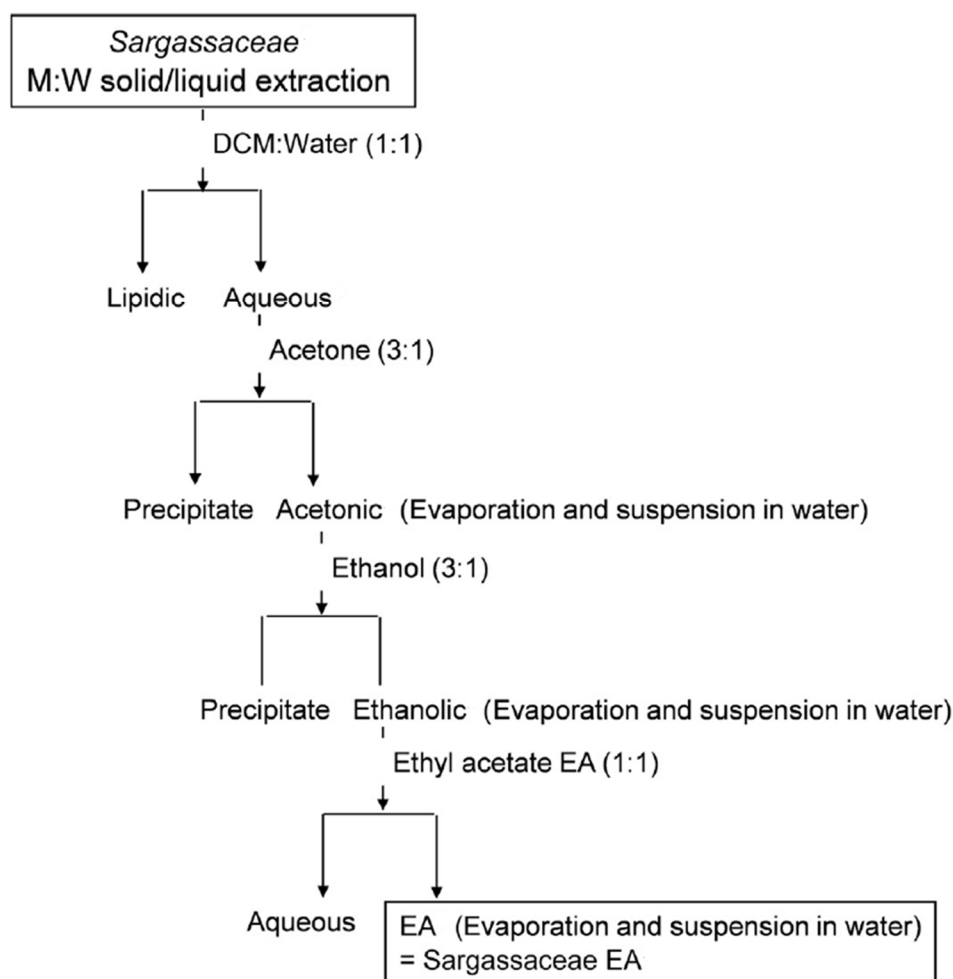 Sargassaceae
M:W solid/liquid extraction
DCM:Water (1:1)
Lipidic Aqueous
Acetone (3:1)
Precipitate Acetonic (Evaporation and suspension in water)
Ethanol (3:1)
Precipitate Ethanolic (Evaporation and suspension in water)
Ethyl acetate EA (1:1)
Aqueous EA (Evaporation and suspension in water)
= Sargassaceae EA